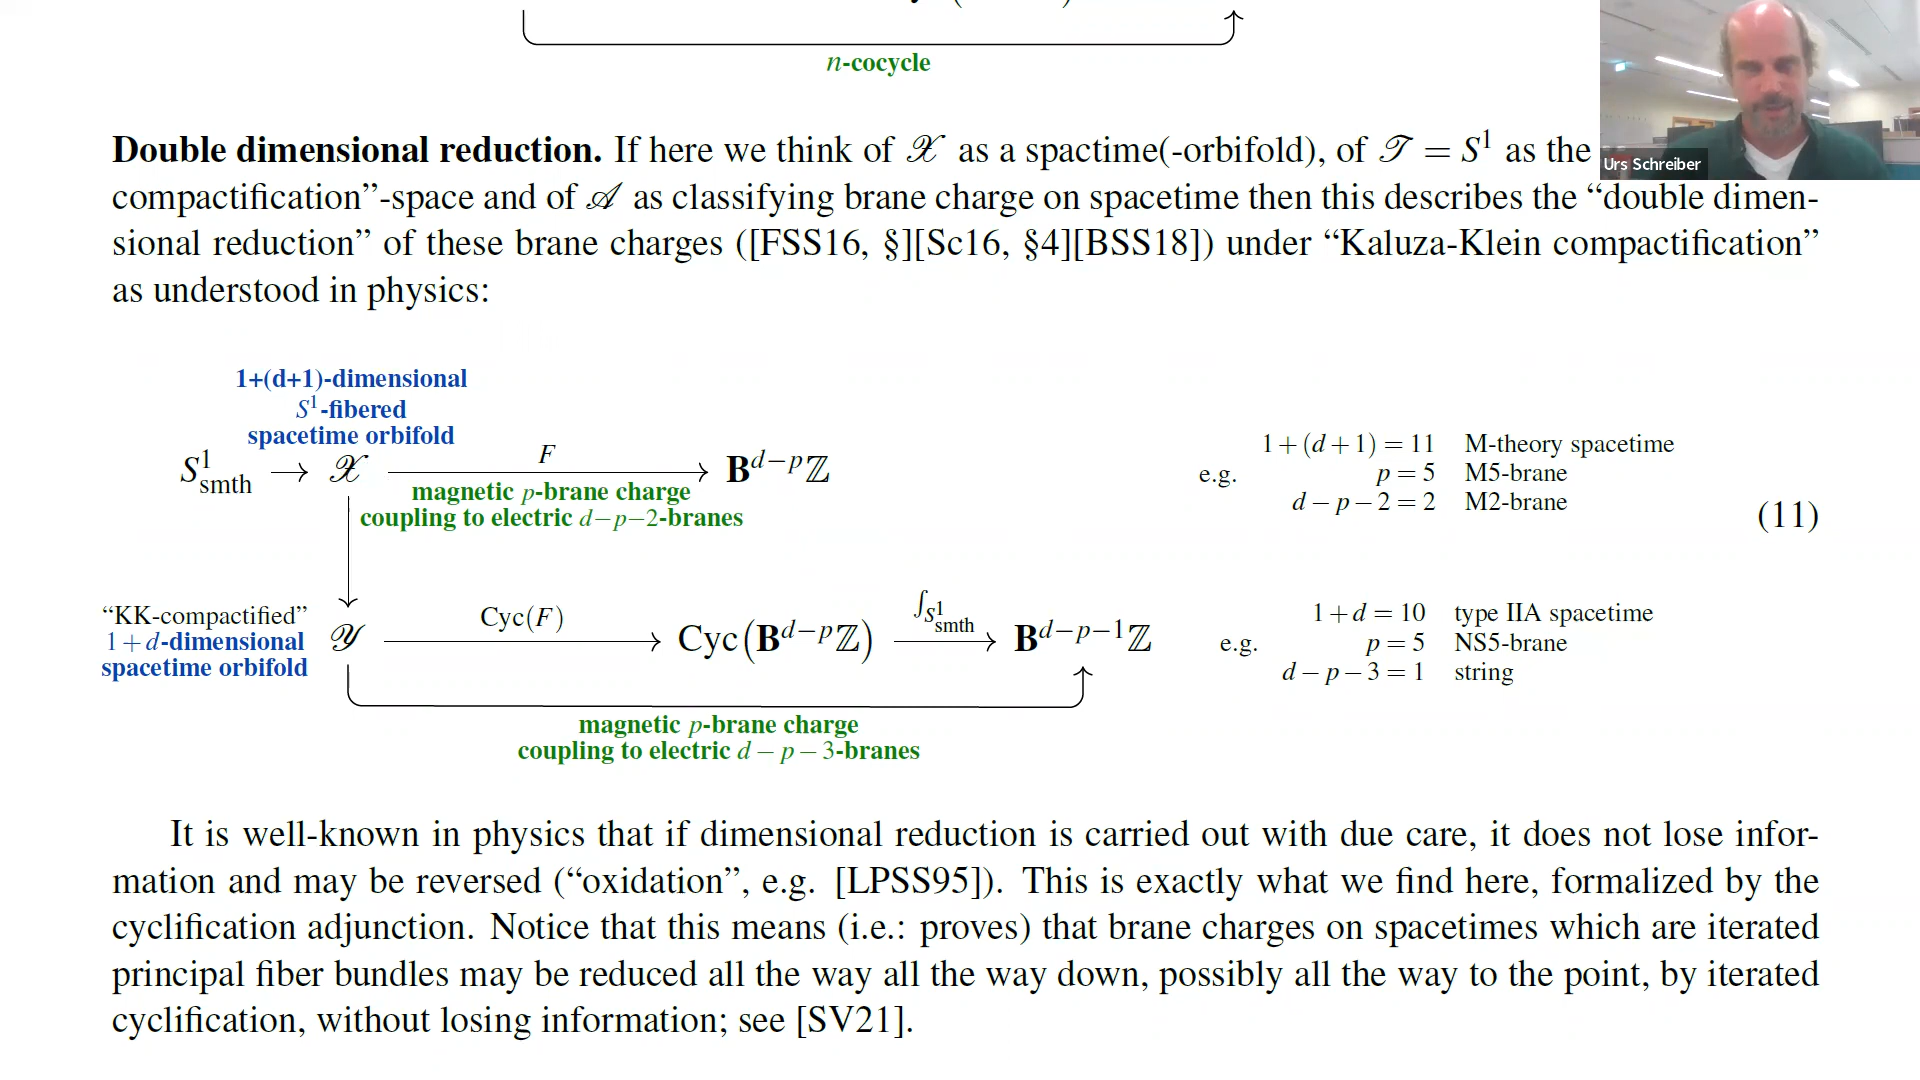 n-cocycle
Double dimensional reduction. If here we think of 𝒳 as a spactime(-orbifold), of 𝒯 = S¹ as the
compactification”-space and of 𝒜 as classifying brane charge on spacetime then this describes the “double dimen-
sional reduction” of these brane charges ([FSS16, §][Sc16, §4][BSS18]) under “Kaluza-Klein compactification”
as understood in physics:
Urs Schreiber
1+(d+1)-dimensional
S¹-fibered
spacetime orbifold
S¹smth → 𝒳 F B^{d−p}ℤ
magnetic p-brane charge
coupling to electric d−p−2-branes
e.g. 1+(d+1) = 11 M-theory spacetime
p = 5 M5-brane
d−p−2 = 2 M2-brane
(11)
“KK-compactified”
1+d-dimensional
spacetime orbifold
𝒴 Cyc(F) Cyc(B^{d−p}ℤ) ∫_{S¹smth} B^{d−p−1}ℤ
magnetic p-brane charge
coupling to electric d−p−3-branes
e.g. 1+d = 10 type IIA spacetime
p = 5 NS5-brane
d−p−3 = 1 string
It is well-known in physics that if dimensional reduction is carried out with due care, it does not lose infor-
mation and may be reversed (“oxidation”, e.g. [LPSS95]). This is exactly what we find here, formalized by the
cyclification adjunction. Notice that this means (i.e.: proves) that brane charges on spacetimes which are iterated
principal fiber bundles may be reduced all the way all the way down, possibly all the way to the point, by iterated
cyclification, without losing information; see [SV21].